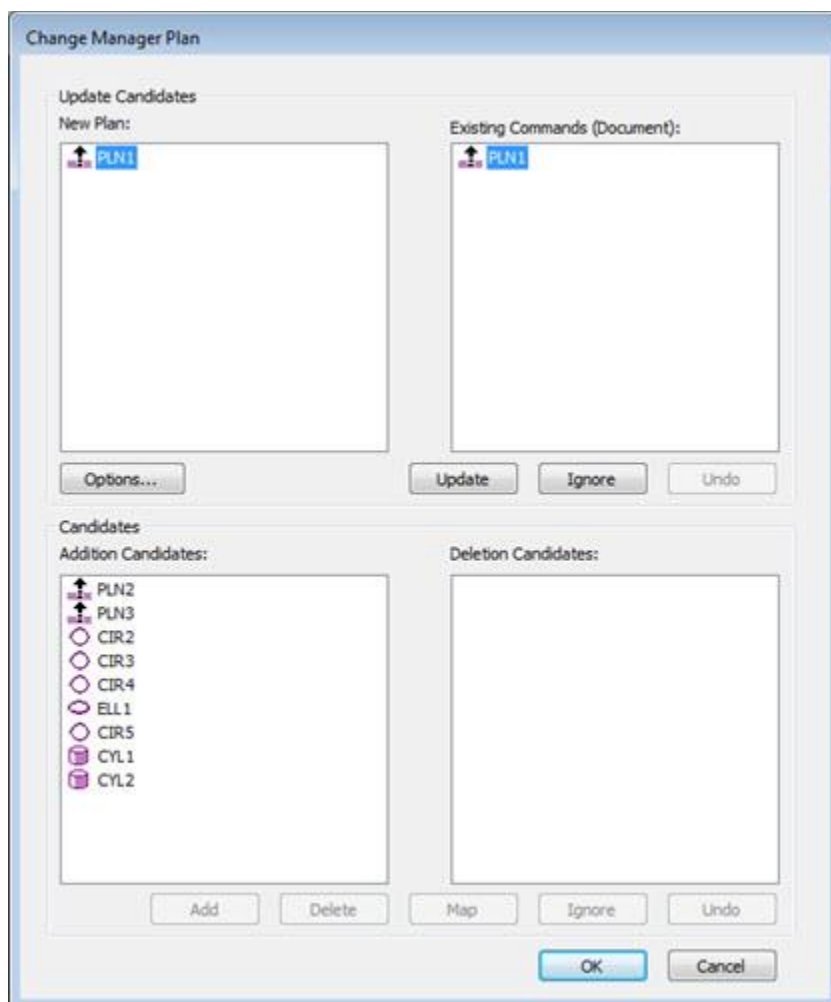 Change Manager Plan
Update Candidates
New Plan:
Existing Commands (Document):
PLN1
PLN1
Options...
Update
Ignore
Undo
Candidates
Addition Candidates:
Deletion Candidates:
PLN2
PLN3
CIR2
CIR3
CIR4
ELL1
CIR5
CYL1
CYL2
Add
Delete
Map
Ignore
Undo
OK
Cancel